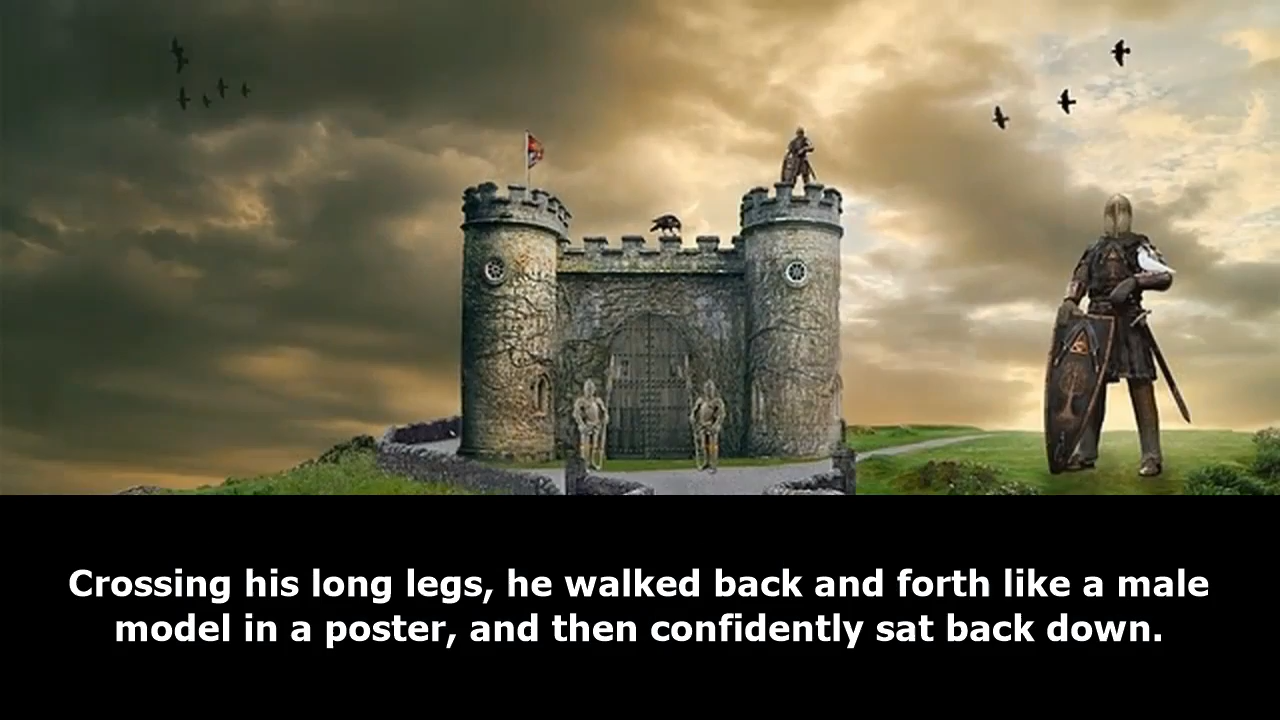 Crossing his long legs, he walked back and forth like a male
model in a poster, and then confidently sat back down.